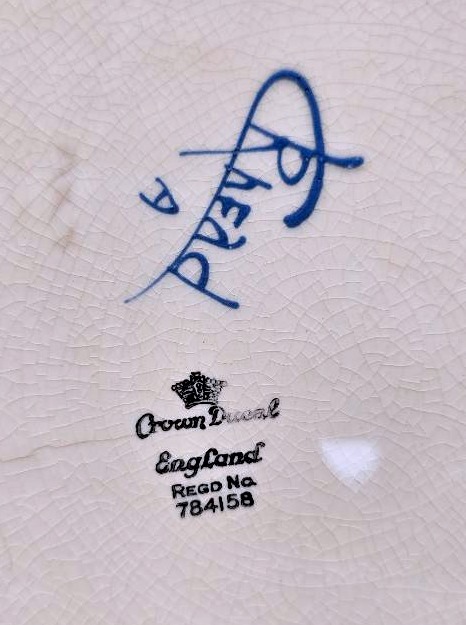 C Rhead
A
Crown Ducal
England
REGD No.
784158